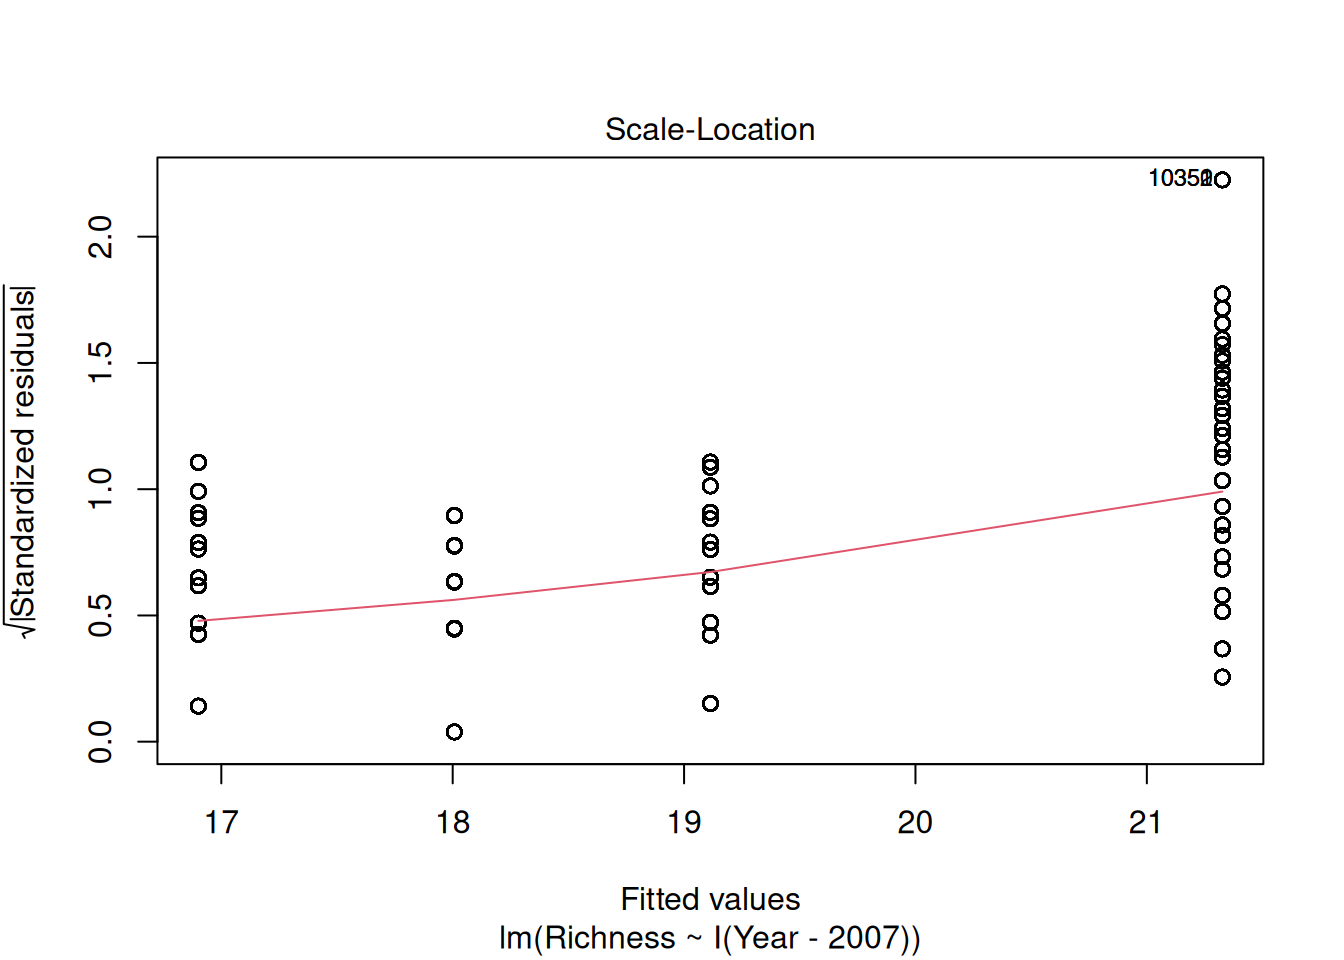 Scale-Location
√|Standardized residuals|
2.0
1.5
1.0
0.5
0.0
17 18 19 20 21
Fitted values
lm(Richness ~ I(Year - 2007))